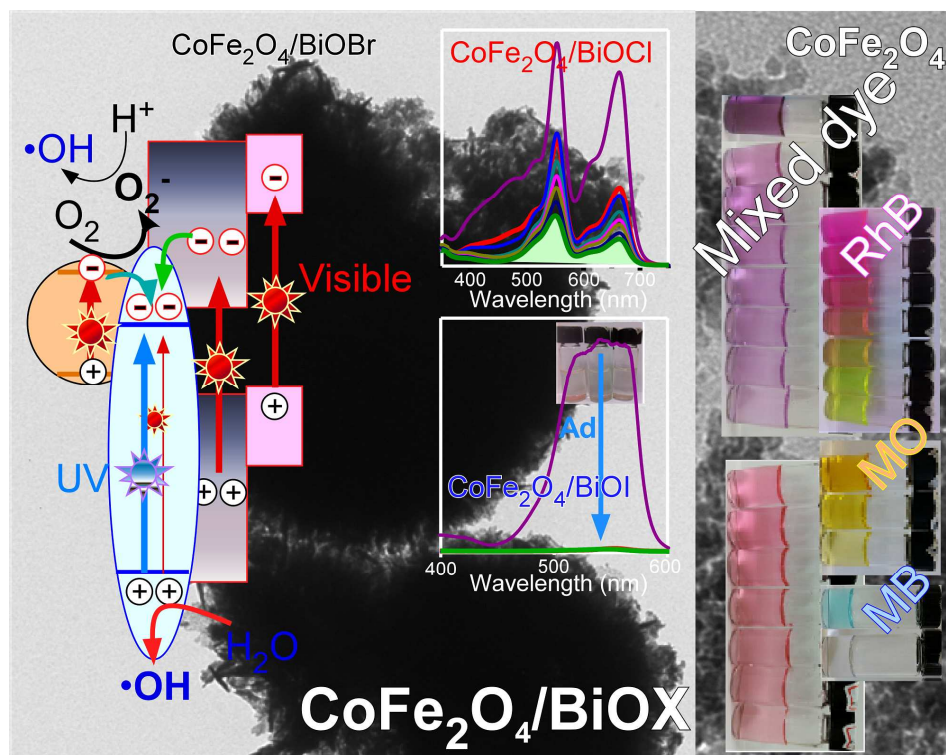 CoFe₂O₄/BiOBr
H⁺
•OH
O₂⁻
O₂
Visible
UV
H₂O
•OH
CoFe₂O₄/BiOCl
400 500 600 700
Wavelength (nm)
Ad
CoFe₂O₄/BiOI
400 500 600
Wavelength (nm)
CoFe₂O₄/BiOX
CoFe₂O₄
Mixed dye
RhB
MO
MB